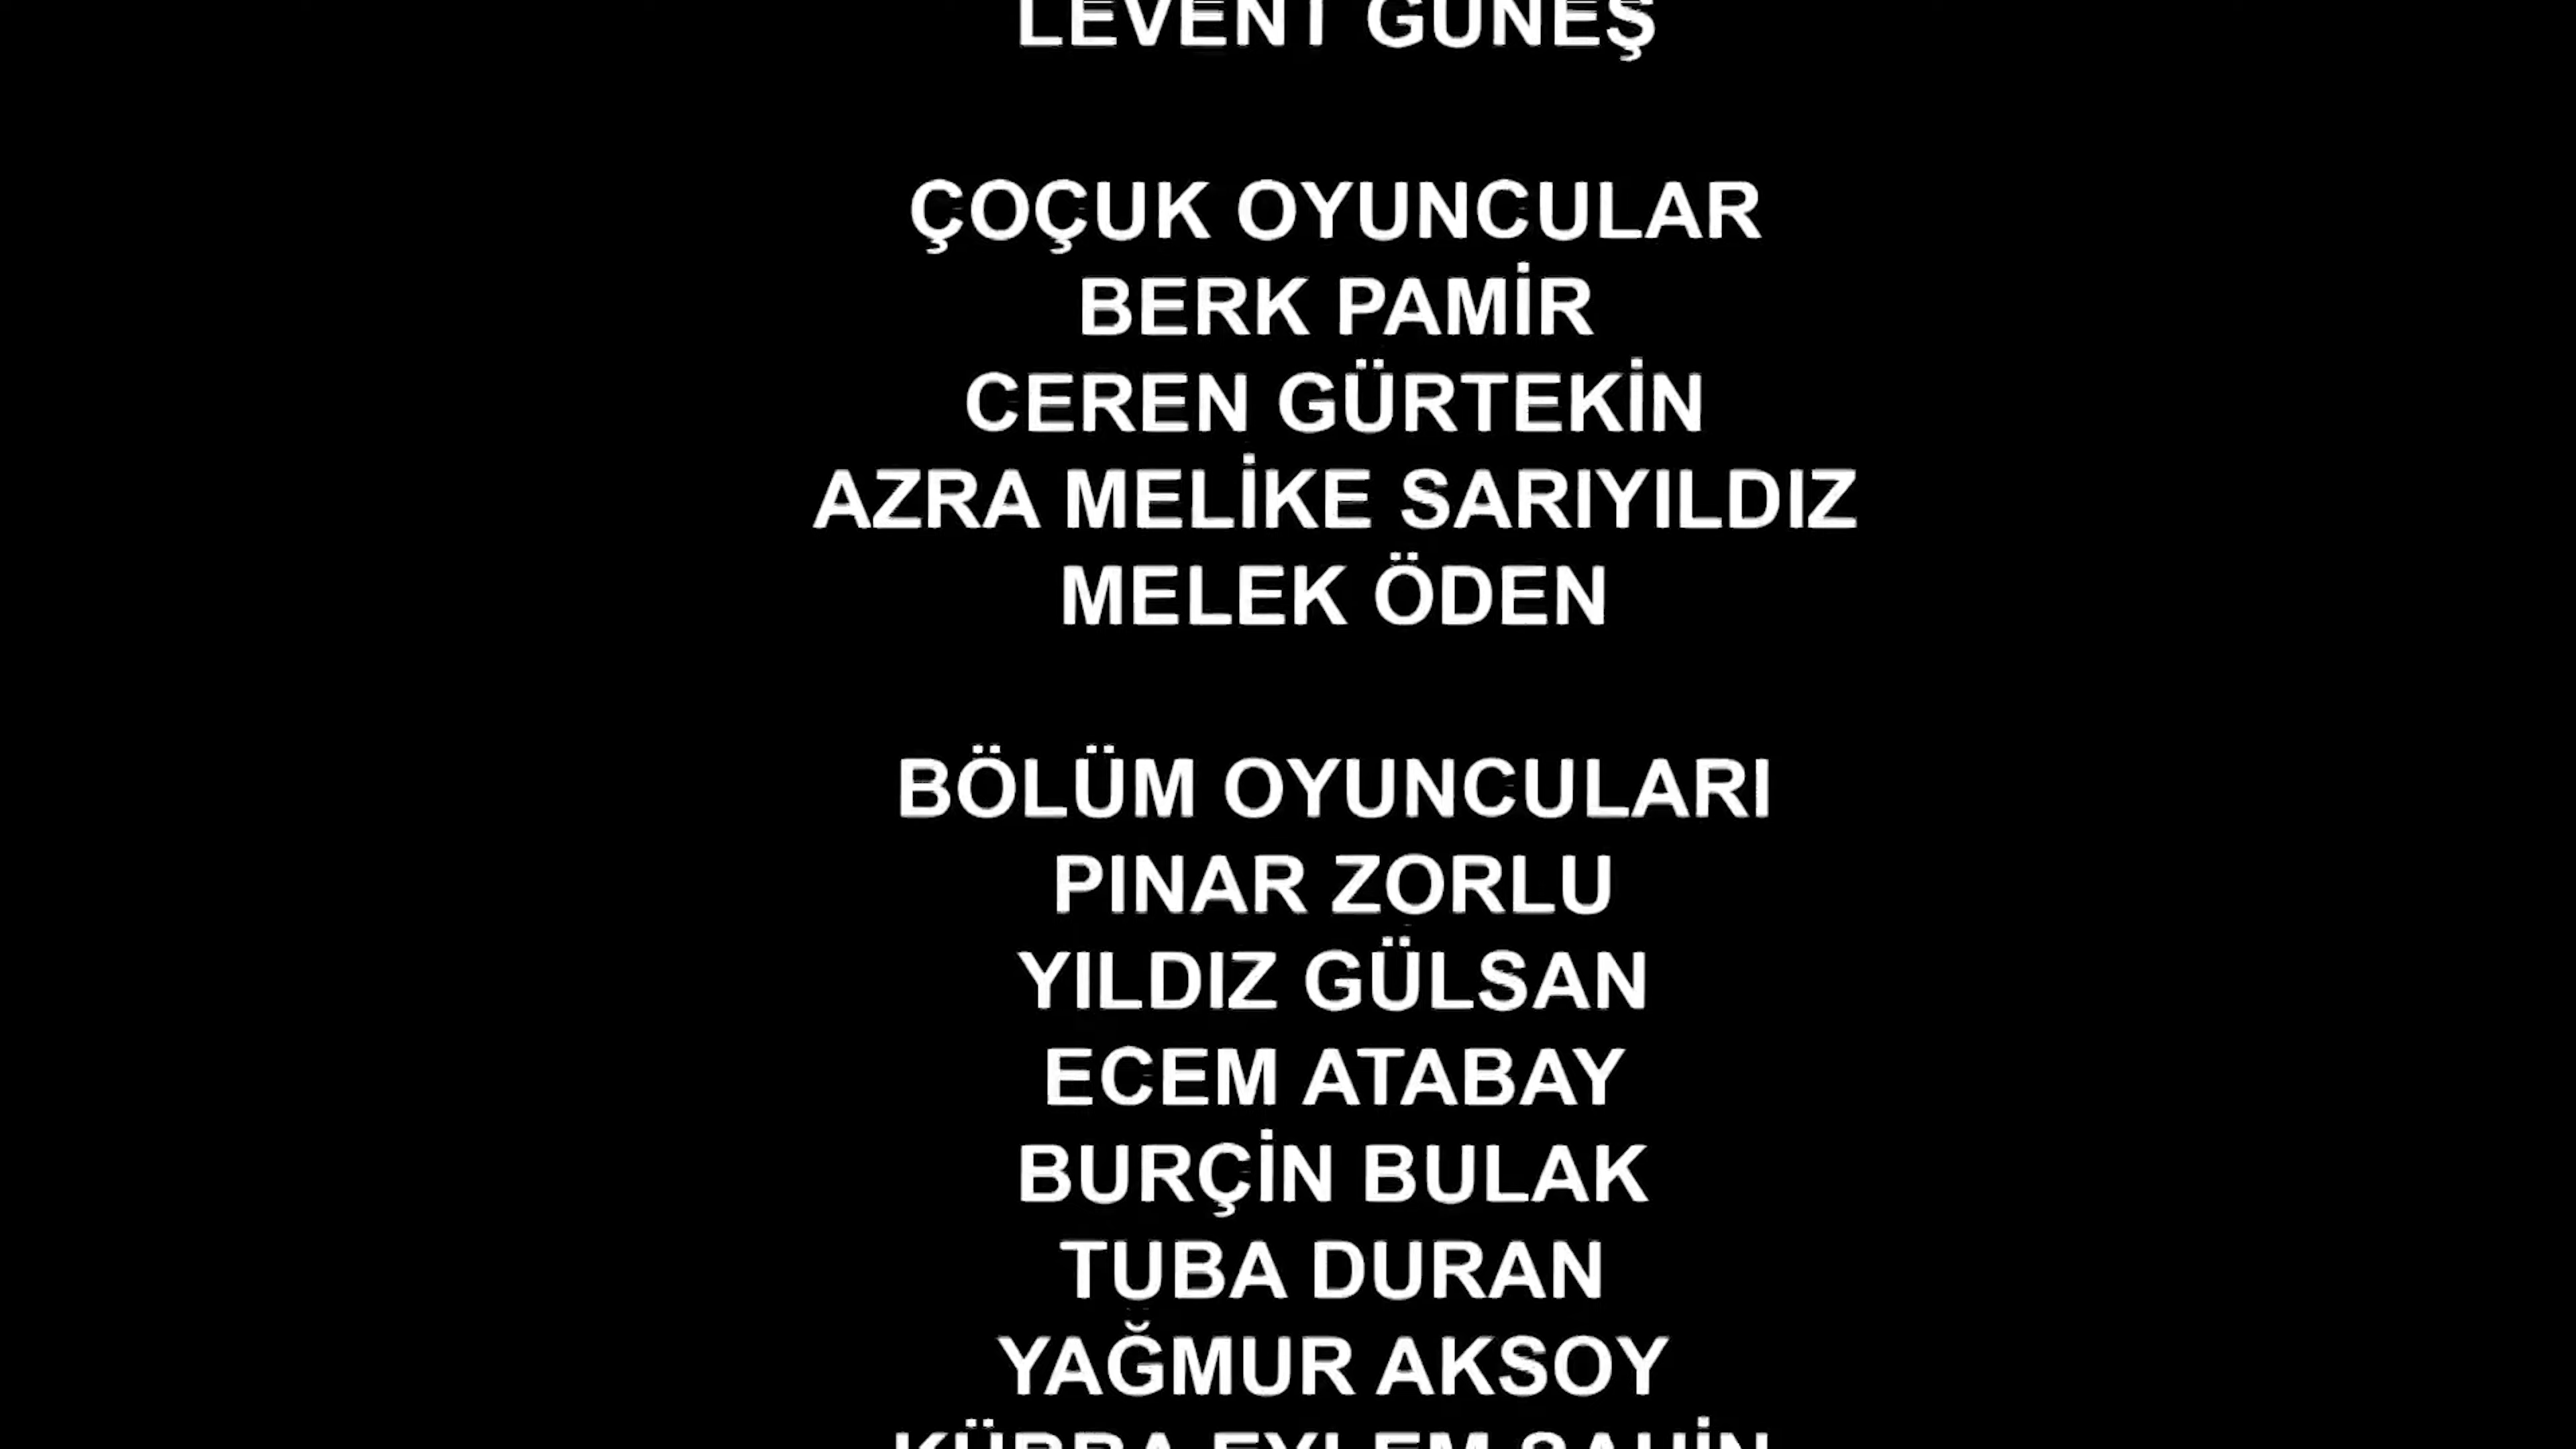 LEVENT GÜNEŞ
ÇOÇUK OYUNCULAR
BERK PAMİR
CEREN GÜRTEKİN
AZRA MELİKE SARIYILDIZ
MELEK ÖDEN
BÖLÜM OYUNCULARI
PINAR ZORLU
YILDIZ GÜLSAN
ECEM ATABAY
BURÇİN BULAK
TUBA DURAN
YAĞMUR AKSOY